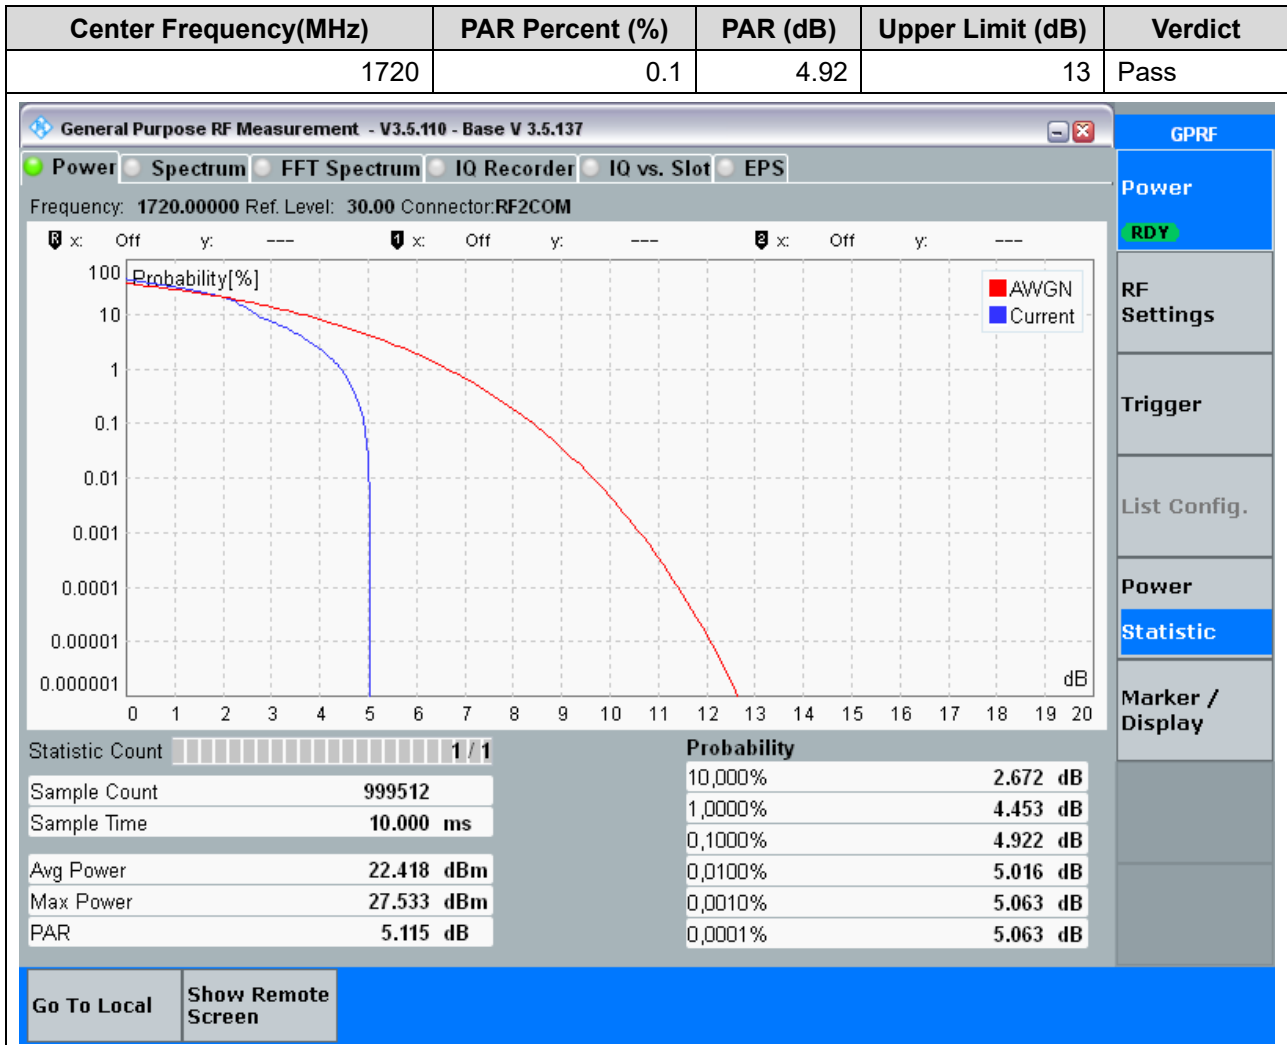 Center Frequency(MHz) PAR Percent (%) PAR (dB) Upper Limit (dB) Verdict
1720 0.1 4.92 13 Pass
General Purpose RF Measurement - V3.5.110 - Base V 3.5.137
GPRF
Power Spectrum FFT Spectrum IQ Recorder IQ vs. Slot EPS
Power
RDY
Frequency: 1720.00000 Ref. Level: 30.00 Connector:RF2COM
R x: Off y: --- 1 x: Off y: --- 2 x: Off y: ---
Probability[%]
100
10
1
0.1
0.01
0.001
0.0001
0.00001
0.000001
AWGN
Current
dB
0 1 2 3 4 5 6 7 8 9 10 11 12 13 14 15 16 17 18 19 20
RF
Settings
Trigger
List Config.
Power
Statistic
Marker /
Display
Statistic Count 1 / 1
Sample Count 999512
Sample Time 10.000 ms
Avg Power 22.418 dBm
Max Power 27.533 dBm
PAR 5.115 dB
Probability
10,000% 2.672 dB
1,0000% 4.453 dB
0,1000% 4.922 dB
0,0100% 5.016 dB
0,0010% 5.063 dB
0,0001% 5.063 dB
Go To Local
Show Remote
Screen